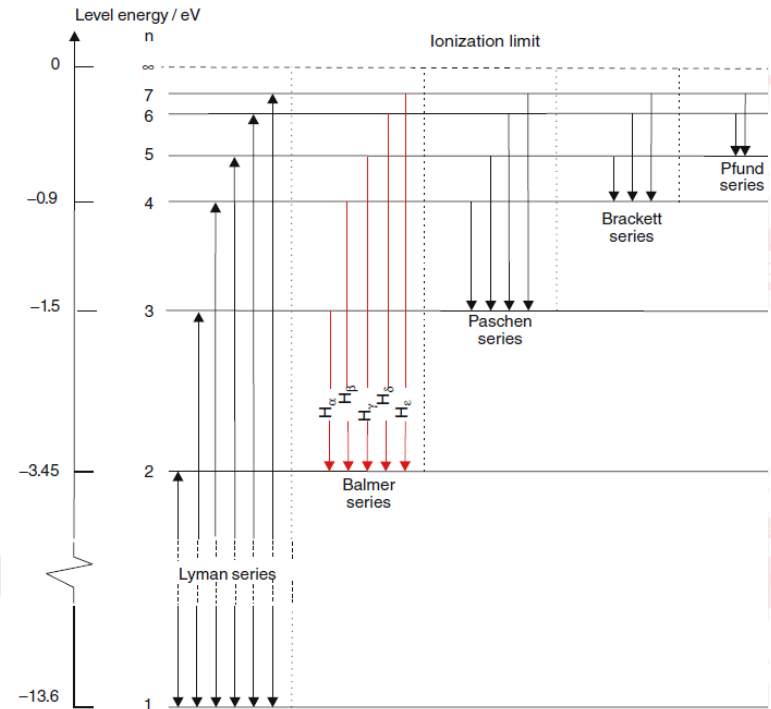 Level energy / eV
n
Ionization limit
0
∞
7
6
5
Pfund
series
−0.9
4
Brackett
series
−1.5
3
Paschen
series
Hα
Hβ
Hγ
Hδ
Hε
−3.45
2
Balmer
series
Lyman series
−13.6
1